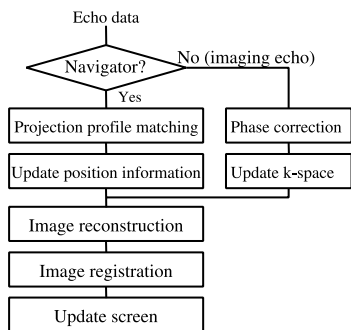 Echo data
Navigator?
No (imaging echo)
Yes
Projection profile matching
Phase correction
Update position information
Update k-space
Image reconstruction
Image registration
Update screen